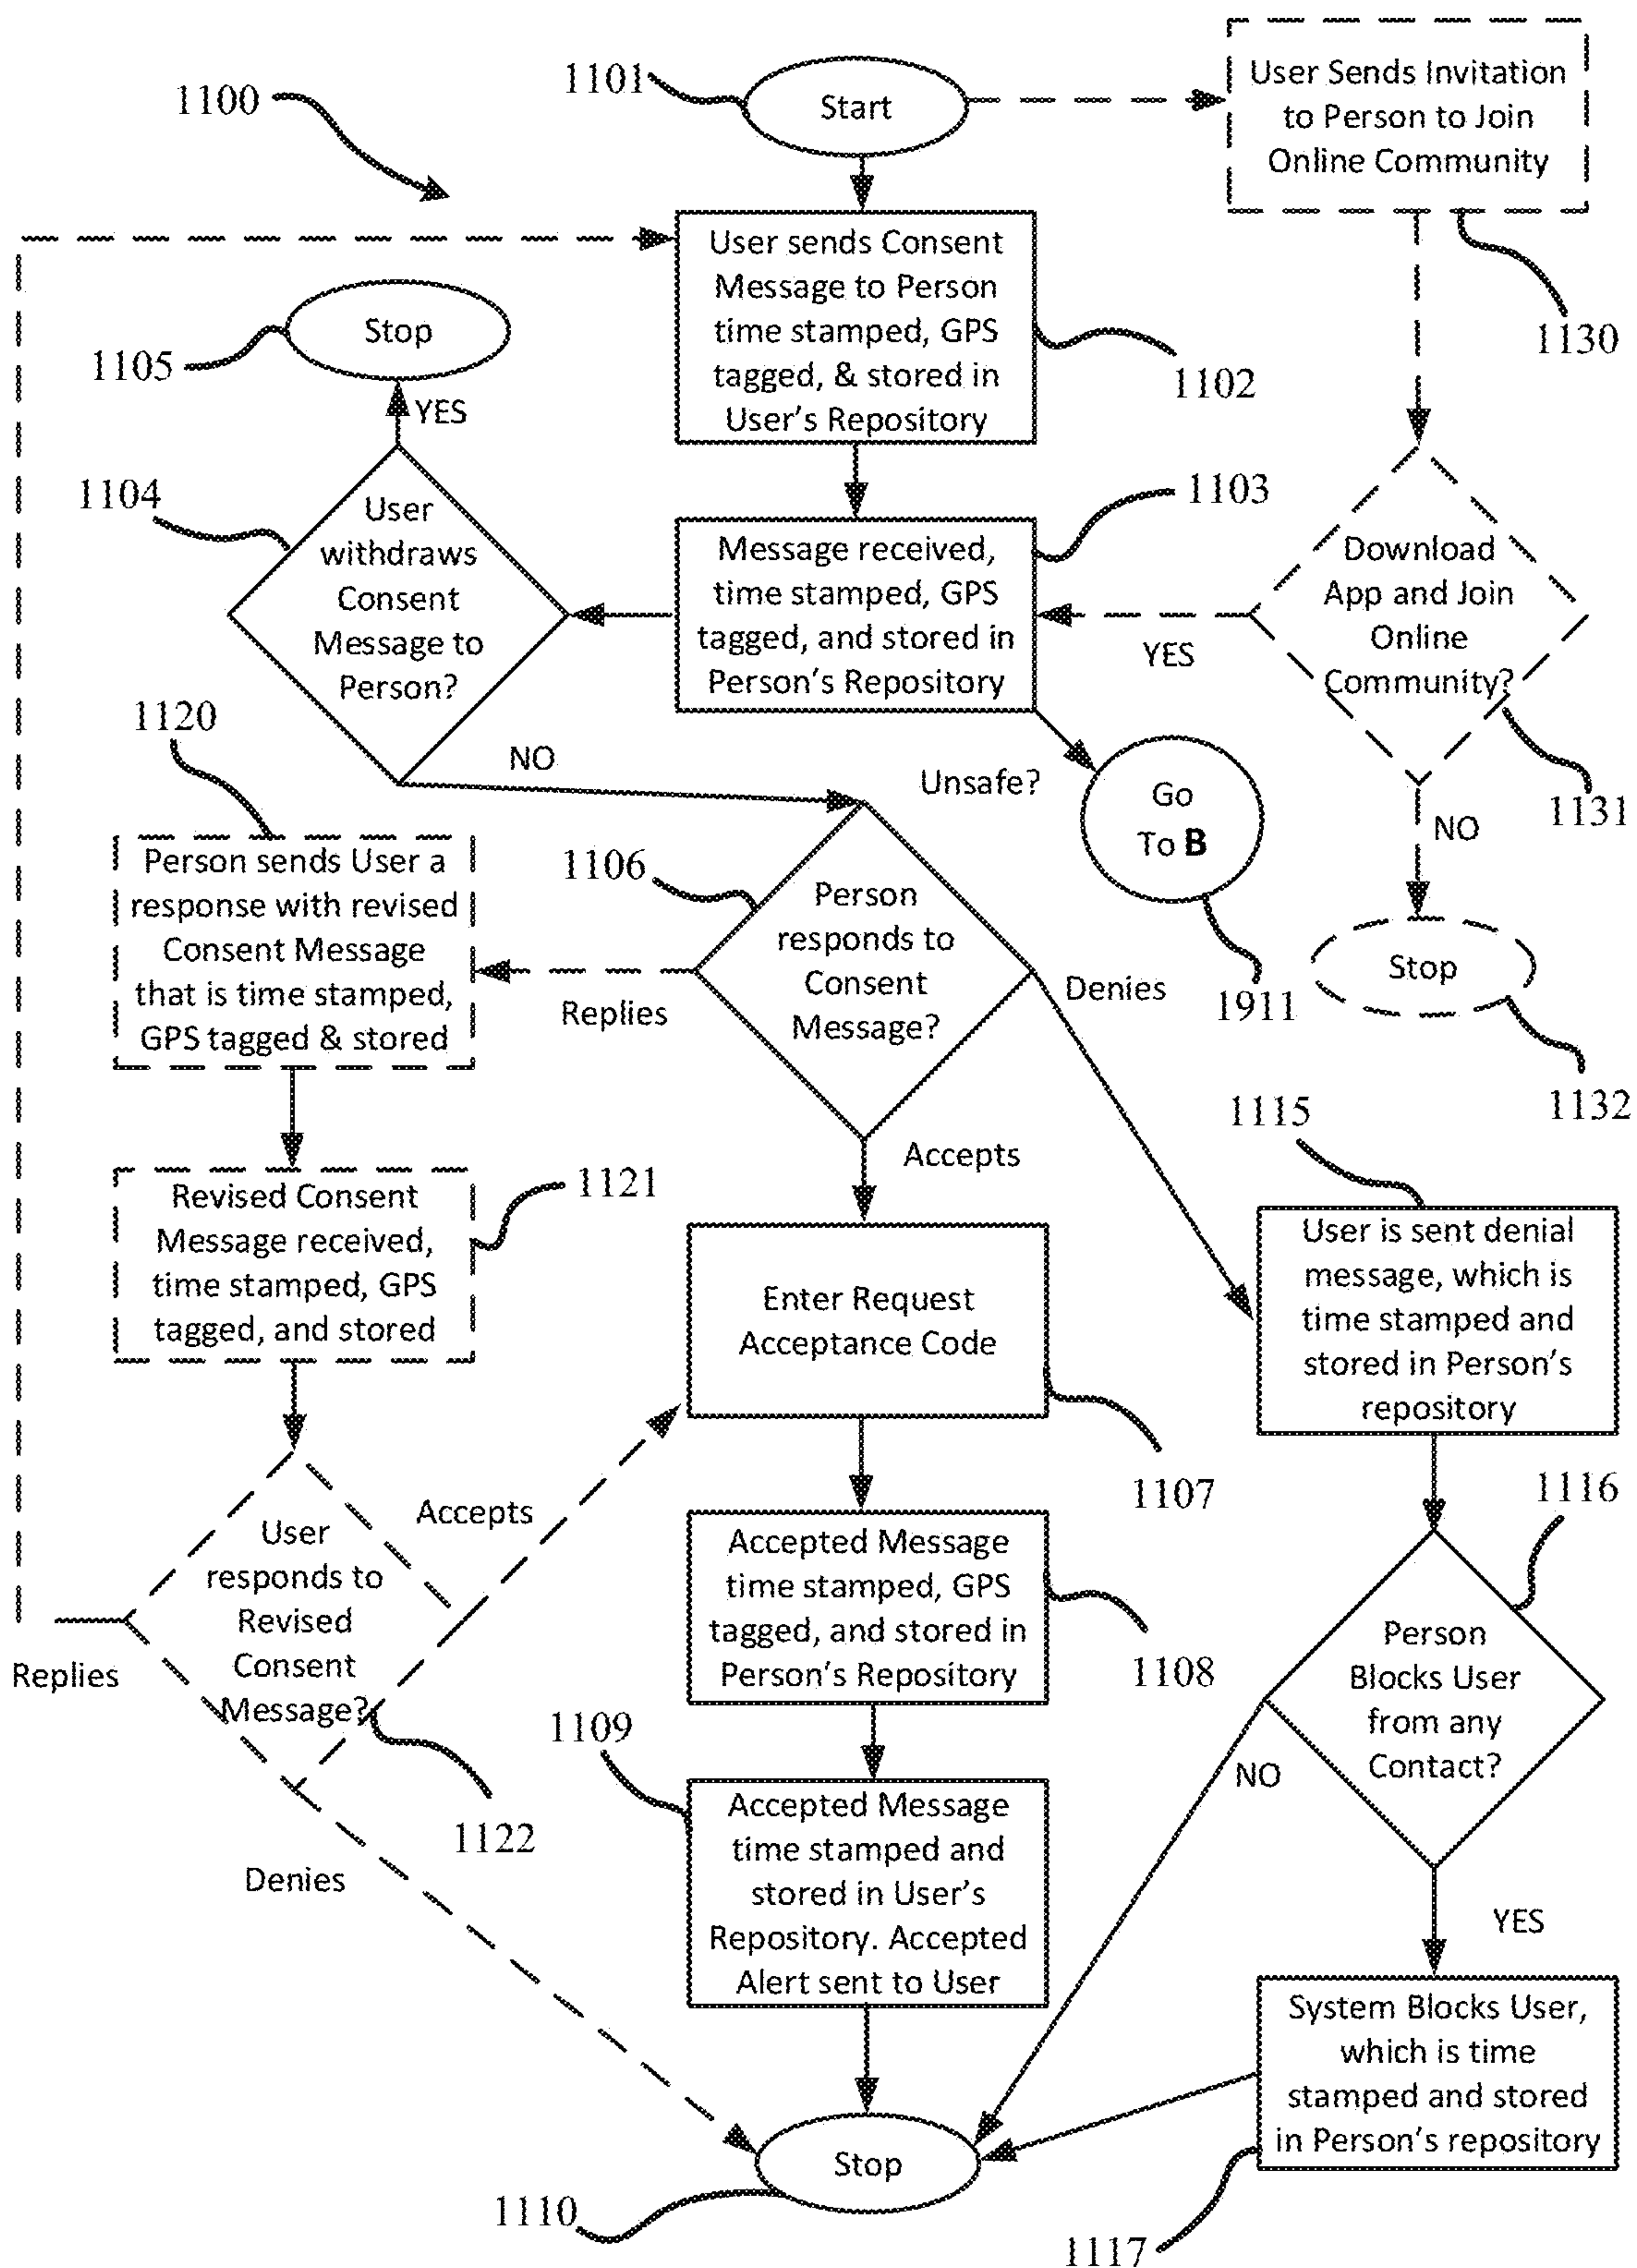 1100
1101
Start
User Sends Invitation
to Person to Join
Online Community
1130
User sends Consent
Message to Person
time stamped, GPS
tagged, & stored in
User's Repository
1102
Stop
1105
YES
1104
User
withdraws
Consent
Message to
Person?
1103
Message received,
time stamped, GPS
tagged, and stored in
Person's Repository
YES
Download
App and Join
Online
Community?
1131
NO
Stop
1132
Unsafe?
Go
To B
1911
NO
1120
Person sends User a
response with revised
Consent Message
that is time stamped,
GPS tagged & stored
1106
Person
responds to
Consent
Message?
Replies
Denies
Accepts
1121
Revised Consent
Message received,
time stamped, GPS
tagged, and stored
Enter Request
Acceptance Code
1107
1115
User is sent denial
message, which is
time stamped and
stored in Person's
repository
Accepts
User
responds to
Revised
Consent
Message?
Replies
1122
Denies
Accepted Message
time stamped, GPS
tagged, and stored in
Person's Repository
1108
1109
Accepted Message
time stamped and
stored in User's
Repository. Accepted
Alert sent to User
1116
Person
Blocks User
from any
Contact?
NO
YES
System Blocks User,
which is time
stamped and stored
in Person's repository
1117
Stop
1110